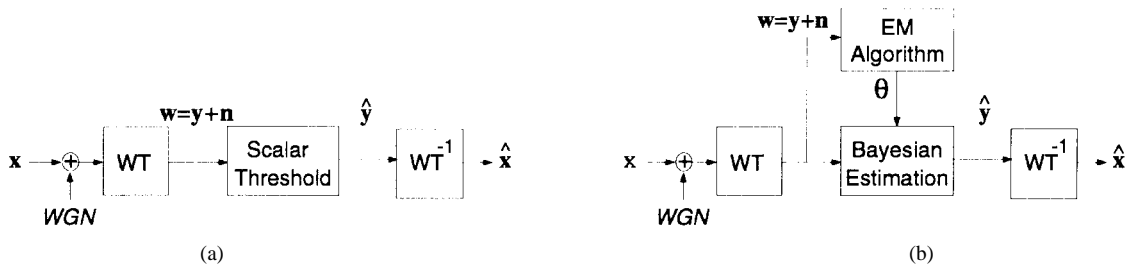 w=y+n
ŷ
x
+
WT
Scalar
Threshold
WT⁻¹
x̂
WGN
(a)
w=y+n
EM
Algorithm
θ
ŷ
x
+
WT
Bayesian
Estimation
WT⁻¹
x̂
WGN
(b)